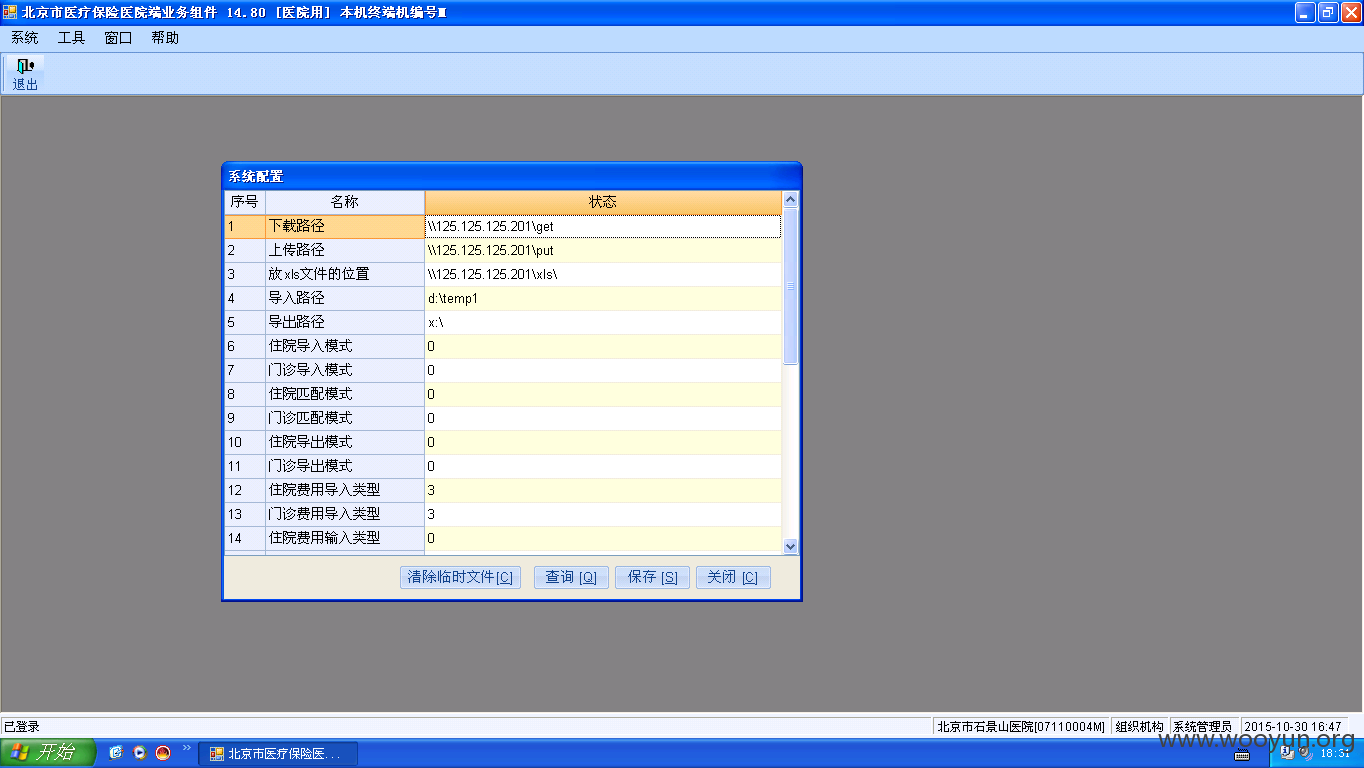 北京市医疗保险医院端业务组件 14.80 [医院用] 本机终端机编号M
系统 工具 窗口 帮助
退出
系统配置
序号 名称 状态
1 下载路径 \\125.125.125.201\get
2 上传路径 \\125.125.125.201\put
3 放xls文件的位置 \\125.125.125.201\xls\
4 导入路径 d:\temp1
5 导出路径 x:\
6 住院导入模式 0
7 门诊导入模式 0
8 住院匹配模式 0
9 门诊匹配模式 0
10 住院导出模式 0
11 门诊导出模式 0
12 住院费用导入类型 3
13 门诊费用导入类型 3
14 住院费用输入类型 0
清除临时文件[C] 查询 [Q] 保存 [S] 关闭 [C]
已登录 北京市石景山医院[07110004M] 组织机构 系统管理员 2015-10-30 16:47
www.wooyun.org
开始 北京市医疗保险医... 18:51